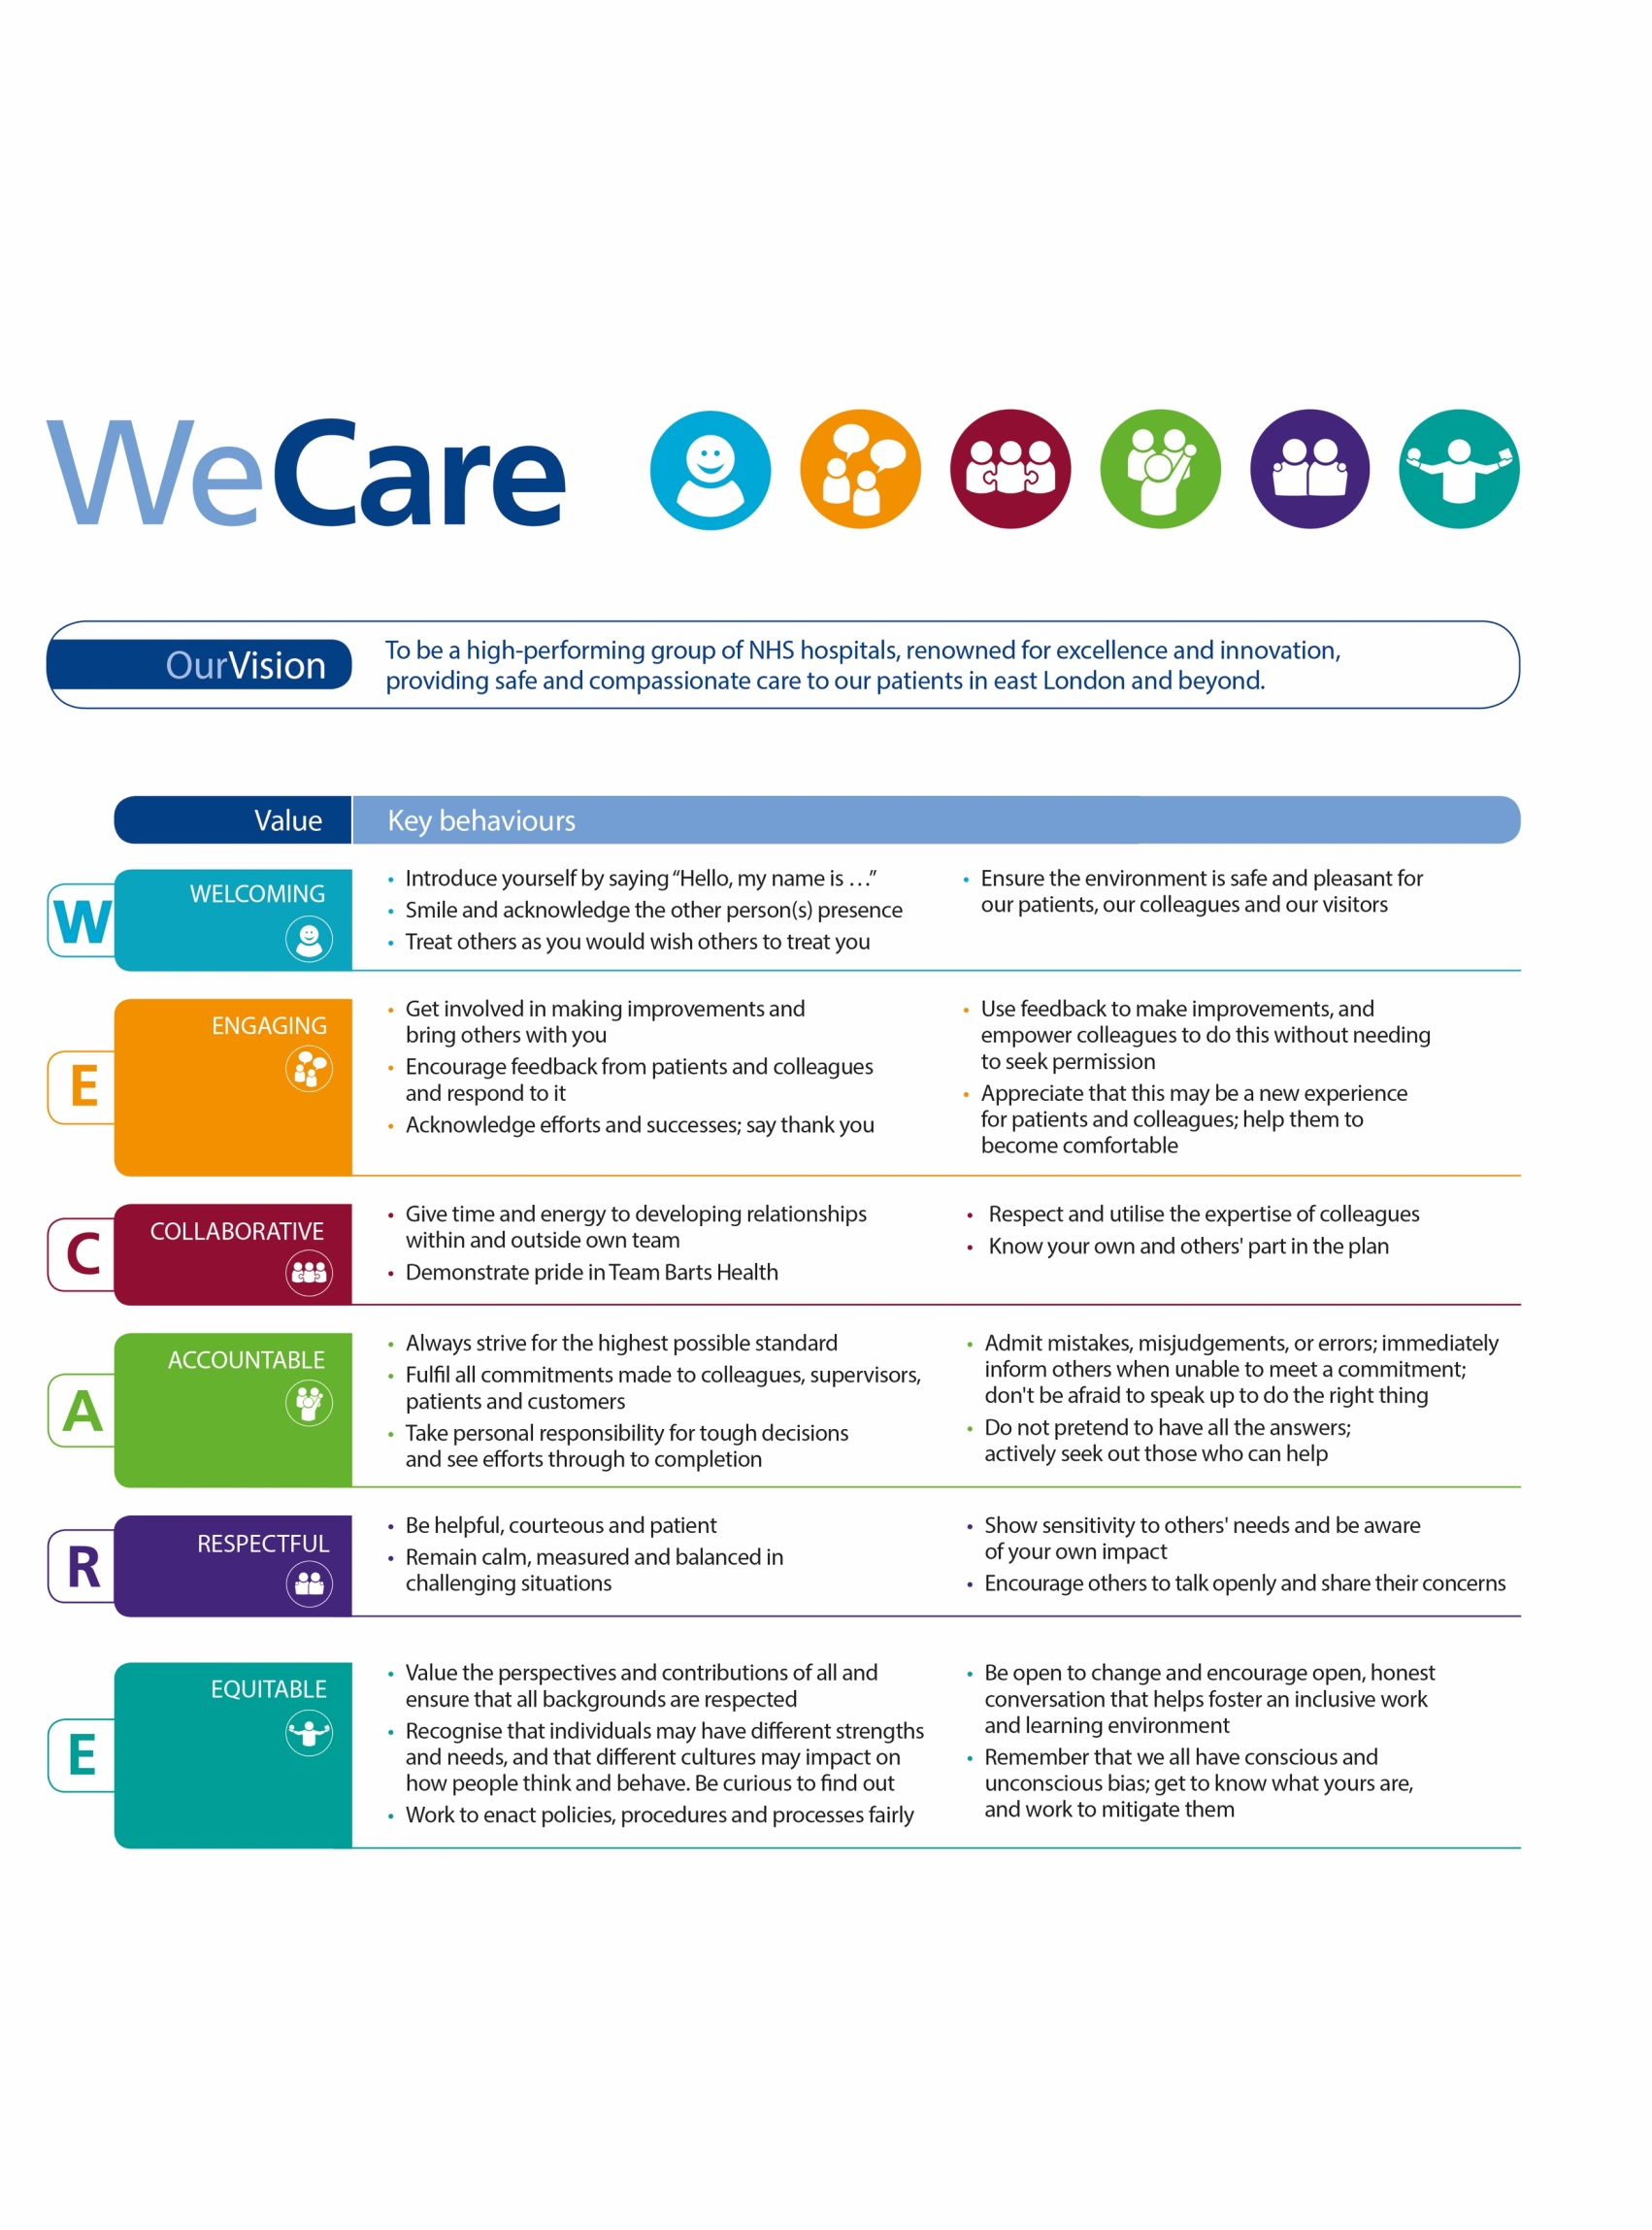 WeCare
OurVision
To be a high-performing group of NHS hospitals, renowned for excellence and innovation,
providing safe and compassionate care to our patients in east London and beyond.
Value
Key behaviours
W
WELCOMING
• Introduce yourself by saying “Hello, my name is ...”
• Smile and acknowledge the other person(s) presence
• Treat others as you would wish others to treat you
• Ensure the environment is safe and pleasant for
our patients, our colleagues and our visitors
E
ENGAGING
• Get involved in making improvements and
bring others with you
• Encourage feedback from patients and colleagues
and respond to it
• Acknowledge efforts and successes; say thank you
• Use feedback to make improvements, and
empower colleagues to do this without needing
to seek permission
• Appreciate that this may be a new experience
for patients and colleagues; help them to
become comfortable
C
COLLABORATIVE
• Give time and energy to developing relationships
within and outside own team
• Demonstrate pride in Team Barts Health
• Respect and utilise the expertise of colleagues
• Know your own and others' part in the plan
A
ACCOUNTABLE
• Always strive for the highest possible standard
• Fulfil all commitments made to colleagues, supervisors,
patients and customers
• Take personal responsibility for tough decisions
and see efforts through to completion
• Admit mistakes, misjudgements, or errors; immediately
inform others when unable to meet a commitment;
don't be afraid to speak up to do the right thing
• Do not pretend to have all the answers;
actively seek out those who can help
R
RESPECTFUL
• Be helpful, courteous and patient
• Remain calm, measured and balanced in
challenging situations
• Show sensitivity to others' needs and be aware
of your own impact
• Encourage others to talk openly and share their concerns
E
EQUITABLE
• Value the perspectives and contributions of all and
ensure that all backgrounds are respected
• Recognise that individuals may have different strengths
and needs, and that different cultures may impact on
how people think and behave. Be curious to find out
• Work to enact policies, procedures and processes fairly
• Be open to change and encourage open, honest
conversation that helps foster an inclusive work
and learning environment
• Remember that we all have conscious and
unconscious bias; get to know what yours are,
and work to mitigate them